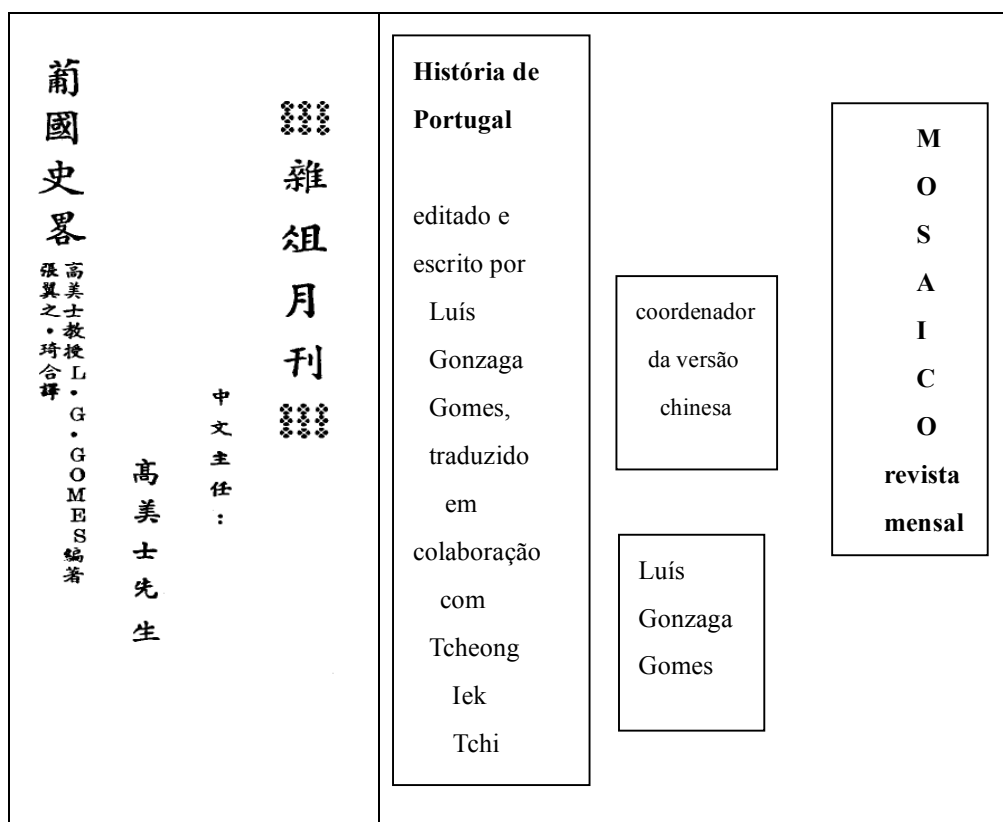 雜俎月刊
中文主任：
髙美士先生
葡國史畧
高美士教授L・G・GOMES編著
張翼之・琦合譯
História de
Portugal
editado e
escrito por
Luís
Gonzaga
Gomes,
traduzido
em
colaboração
com
Tcheong
Iek
Tchi
coordenador
da versão
chinesa
Luís
Gonzaga
Gomes
M
O
S
A
I
C
O
revista
mensal